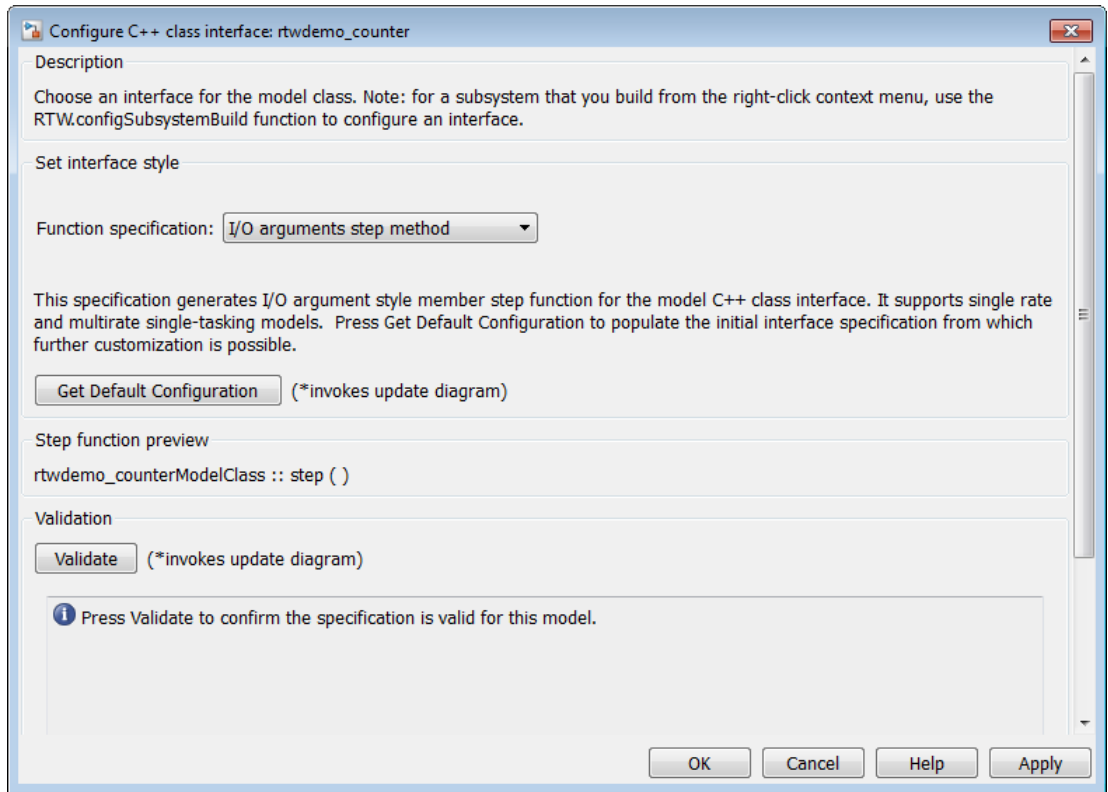 Configure C++ class interface: rtwdemo_counter
Description
Choose an interface for the model class. Note: for a subsystem that you build from the right-click context menu, use the
RTW.configSubsystemBuild function to configure an interface.
Set interface style
Function specification: I/O arguments step method
This specification generates I/O argument style member step function for the model C++ class interface. It supports single rate
and multirate single-tasking models.  Press Get Default Configuration to populate the initial interface specification from which
further customization is possible.
Get Default Configuration (*invokes update diagram)
Step function preview
rtwdemo_counterModelClass :: step ( )
Validation
Validate (*invokes update diagram)
Press Validate to confirm the specification is valid for this model.
OK Cancel Help Apply